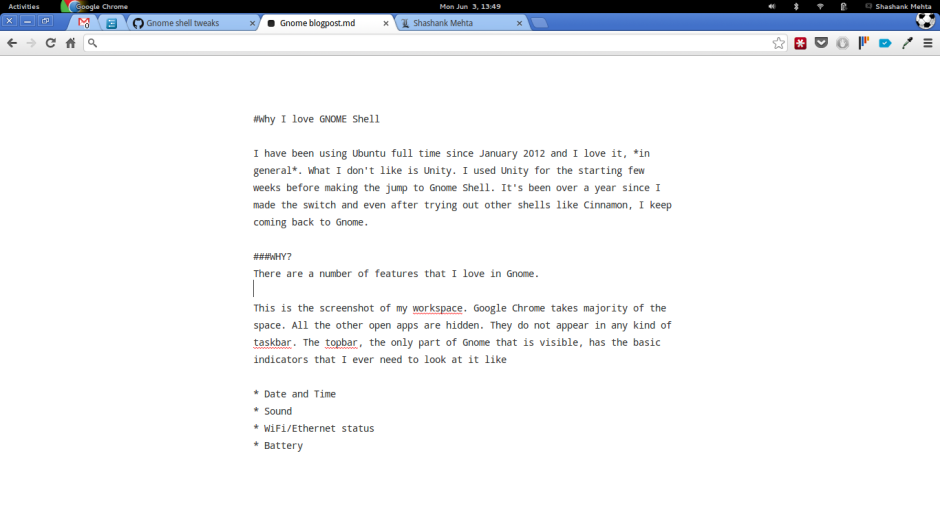 Activities Google Chrome Mon Jun 3, 13:49 Shashank Mehta
Gnome shell tweaks Gnome blogpost.md Shashank Mehta
#Why I love GNOME Shell
I have been using Ubuntu full time since January 2012 and I love it, *in
general*. What I don't like is Unity. I used Unity for the starting few
weeks before making the jump to Gnome Shell. It's been over a year since I
made the switch and even after trying out other shells like Cinnamon, I keep
coming back to Gnome.
###WHY?
There are a number of features that I love in Gnome.
This is the screenshot of my workspace. Google Chrome takes majority of the
space. All the other open apps are hidden. They do not appear in any kind of
taskbar. The topbar, the only part of Gnome that is visible, has the basic
indicators that I ever need to look at it like
* Date and Time
* Sound
* WiFi/Ethernet status
* Battery